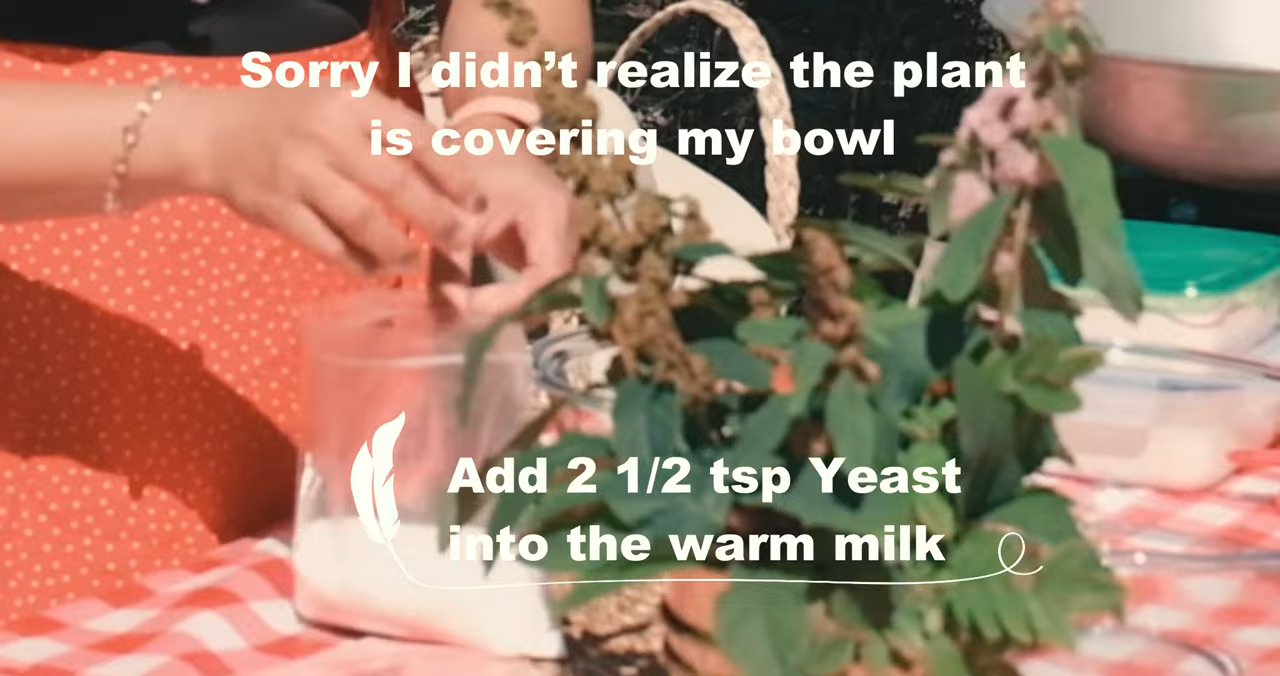 Sorry I didn’t realize the plant
is covering my bowl
Add 2 1/2 tsp Yeast
into the warm milk